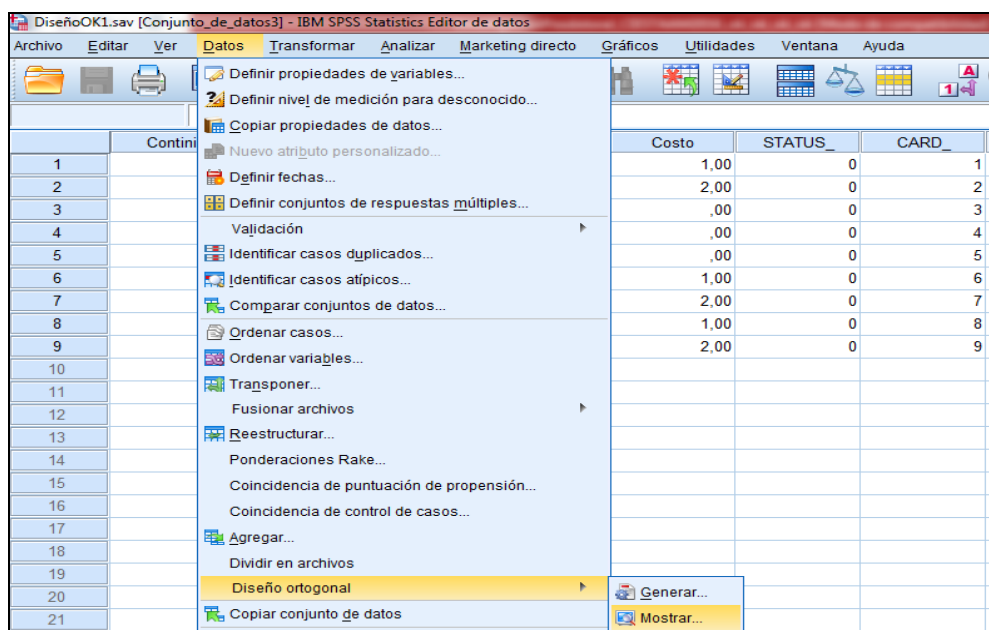 DiseñoOK1.sav [Conjunto_de_datos3] - IBM SPSS Statistics Editor de datos
Archivo Editar Ver Datos Transformar Analizar Marketing directo Gráficos Utilidades Ventana Ayuda
Definir propiedades de variables...
Definir nivel de medición para desconocido...
Copiar propiedades de datos...
Nuevo atributo personalizado...
Definir fechas...
Definir conjuntos de respuestas múltiples...
Validación
Identificar casos duplicados...
Identificar casos atípicos...
Comparar conjuntos de datos...
Ordenar casos...
Ordenar variables...
Transponer...
Fusionar archivos
Reestructurar...
Ponderaciones Rake...
Coincidencia de puntuación de propensión...
Coincidencia de control de casos...
Agregar...
Dividir en archivos
Diseño ortogonal
Copiar conjunto de datos
Generar...
Mostrar...
A
1
Contini Costo STATUS_ CARD_
1 1,00 0 1
2 2,00 0 2
3 ,00 0 3
4 ,00 0 4
5 ,00 0 5
6 1,00 0 6
7 2,00 0 7
8 1,00 0 8
9 2,00 0 9
10
11
12
13
14
15
16
17
18
19
20
21